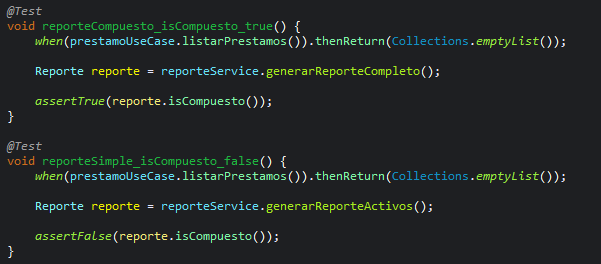 @Test
void reporteCompuesto_isCompuesto_true() {
    when(prestamoUseCase.listarPrestamos()).thenReturn(Collections.emptyList());

    Reporte reporte = reporteService.generarReporteCompleto();

    assertTrue(reporte.isCompuesto());
}

@Test
void reporteSimple_isCompuesto_false() {
    when(prestamoUseCase.listarPrestamos()).thenReturn(Collections.emptyList());

    Reporte reporte = reporteService.generarReporteActivos();

    assertFalse(reporte.isCompuesto());
}